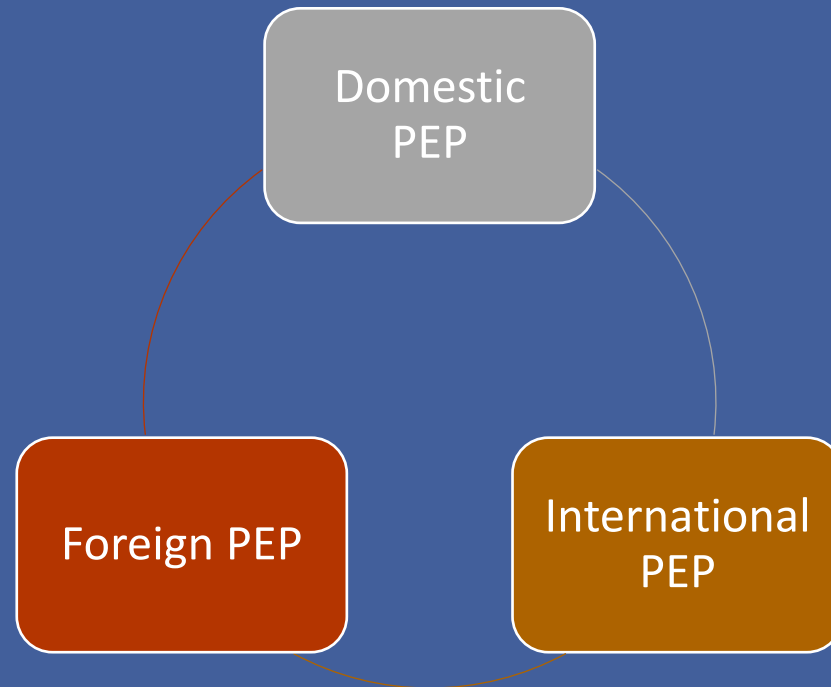 Domestic
PEP
Foreign PEP
International
PEP